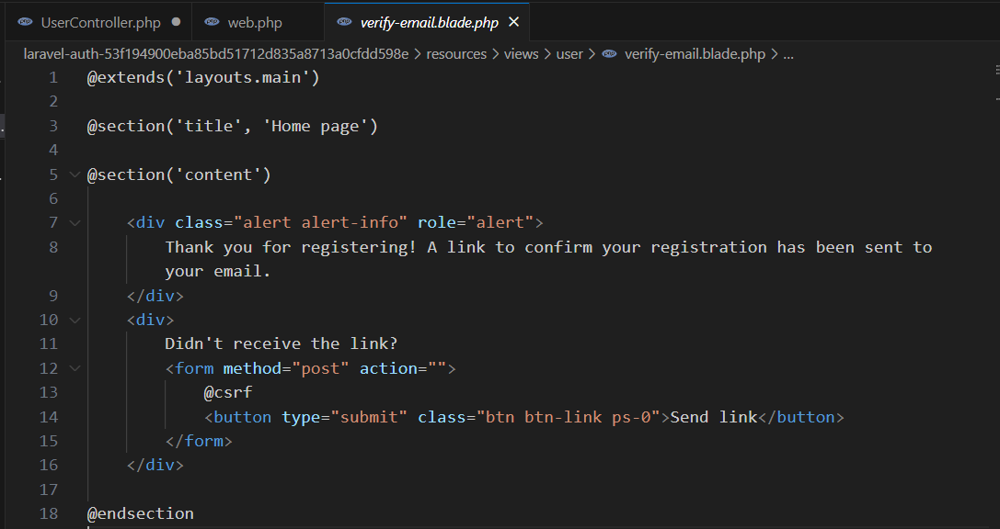 UserController.php
web.php
verify-email.blade.php
laravel-auth-53f194900eba85bd51712d835a8713a0cfdd598e > resources > views > user > verify-email.blade.php > ...
1 @extends('layouts.main')
2
3 @section('title', 'Home page')
4
5 @section('content')
6
7 <div class="alert alert-info" role="alert">
8 Thank you for registering! A link to confirm your registration has been sent to
your email.
9 </div>
10 <div>
11 Didn't receive the link?
12 <form method="post" action="">
13 @csrf
14 <button type="submit" class="btn btn-link ps-0">Send link</button>
15 </form>
16 </div>
17
18 @endsection